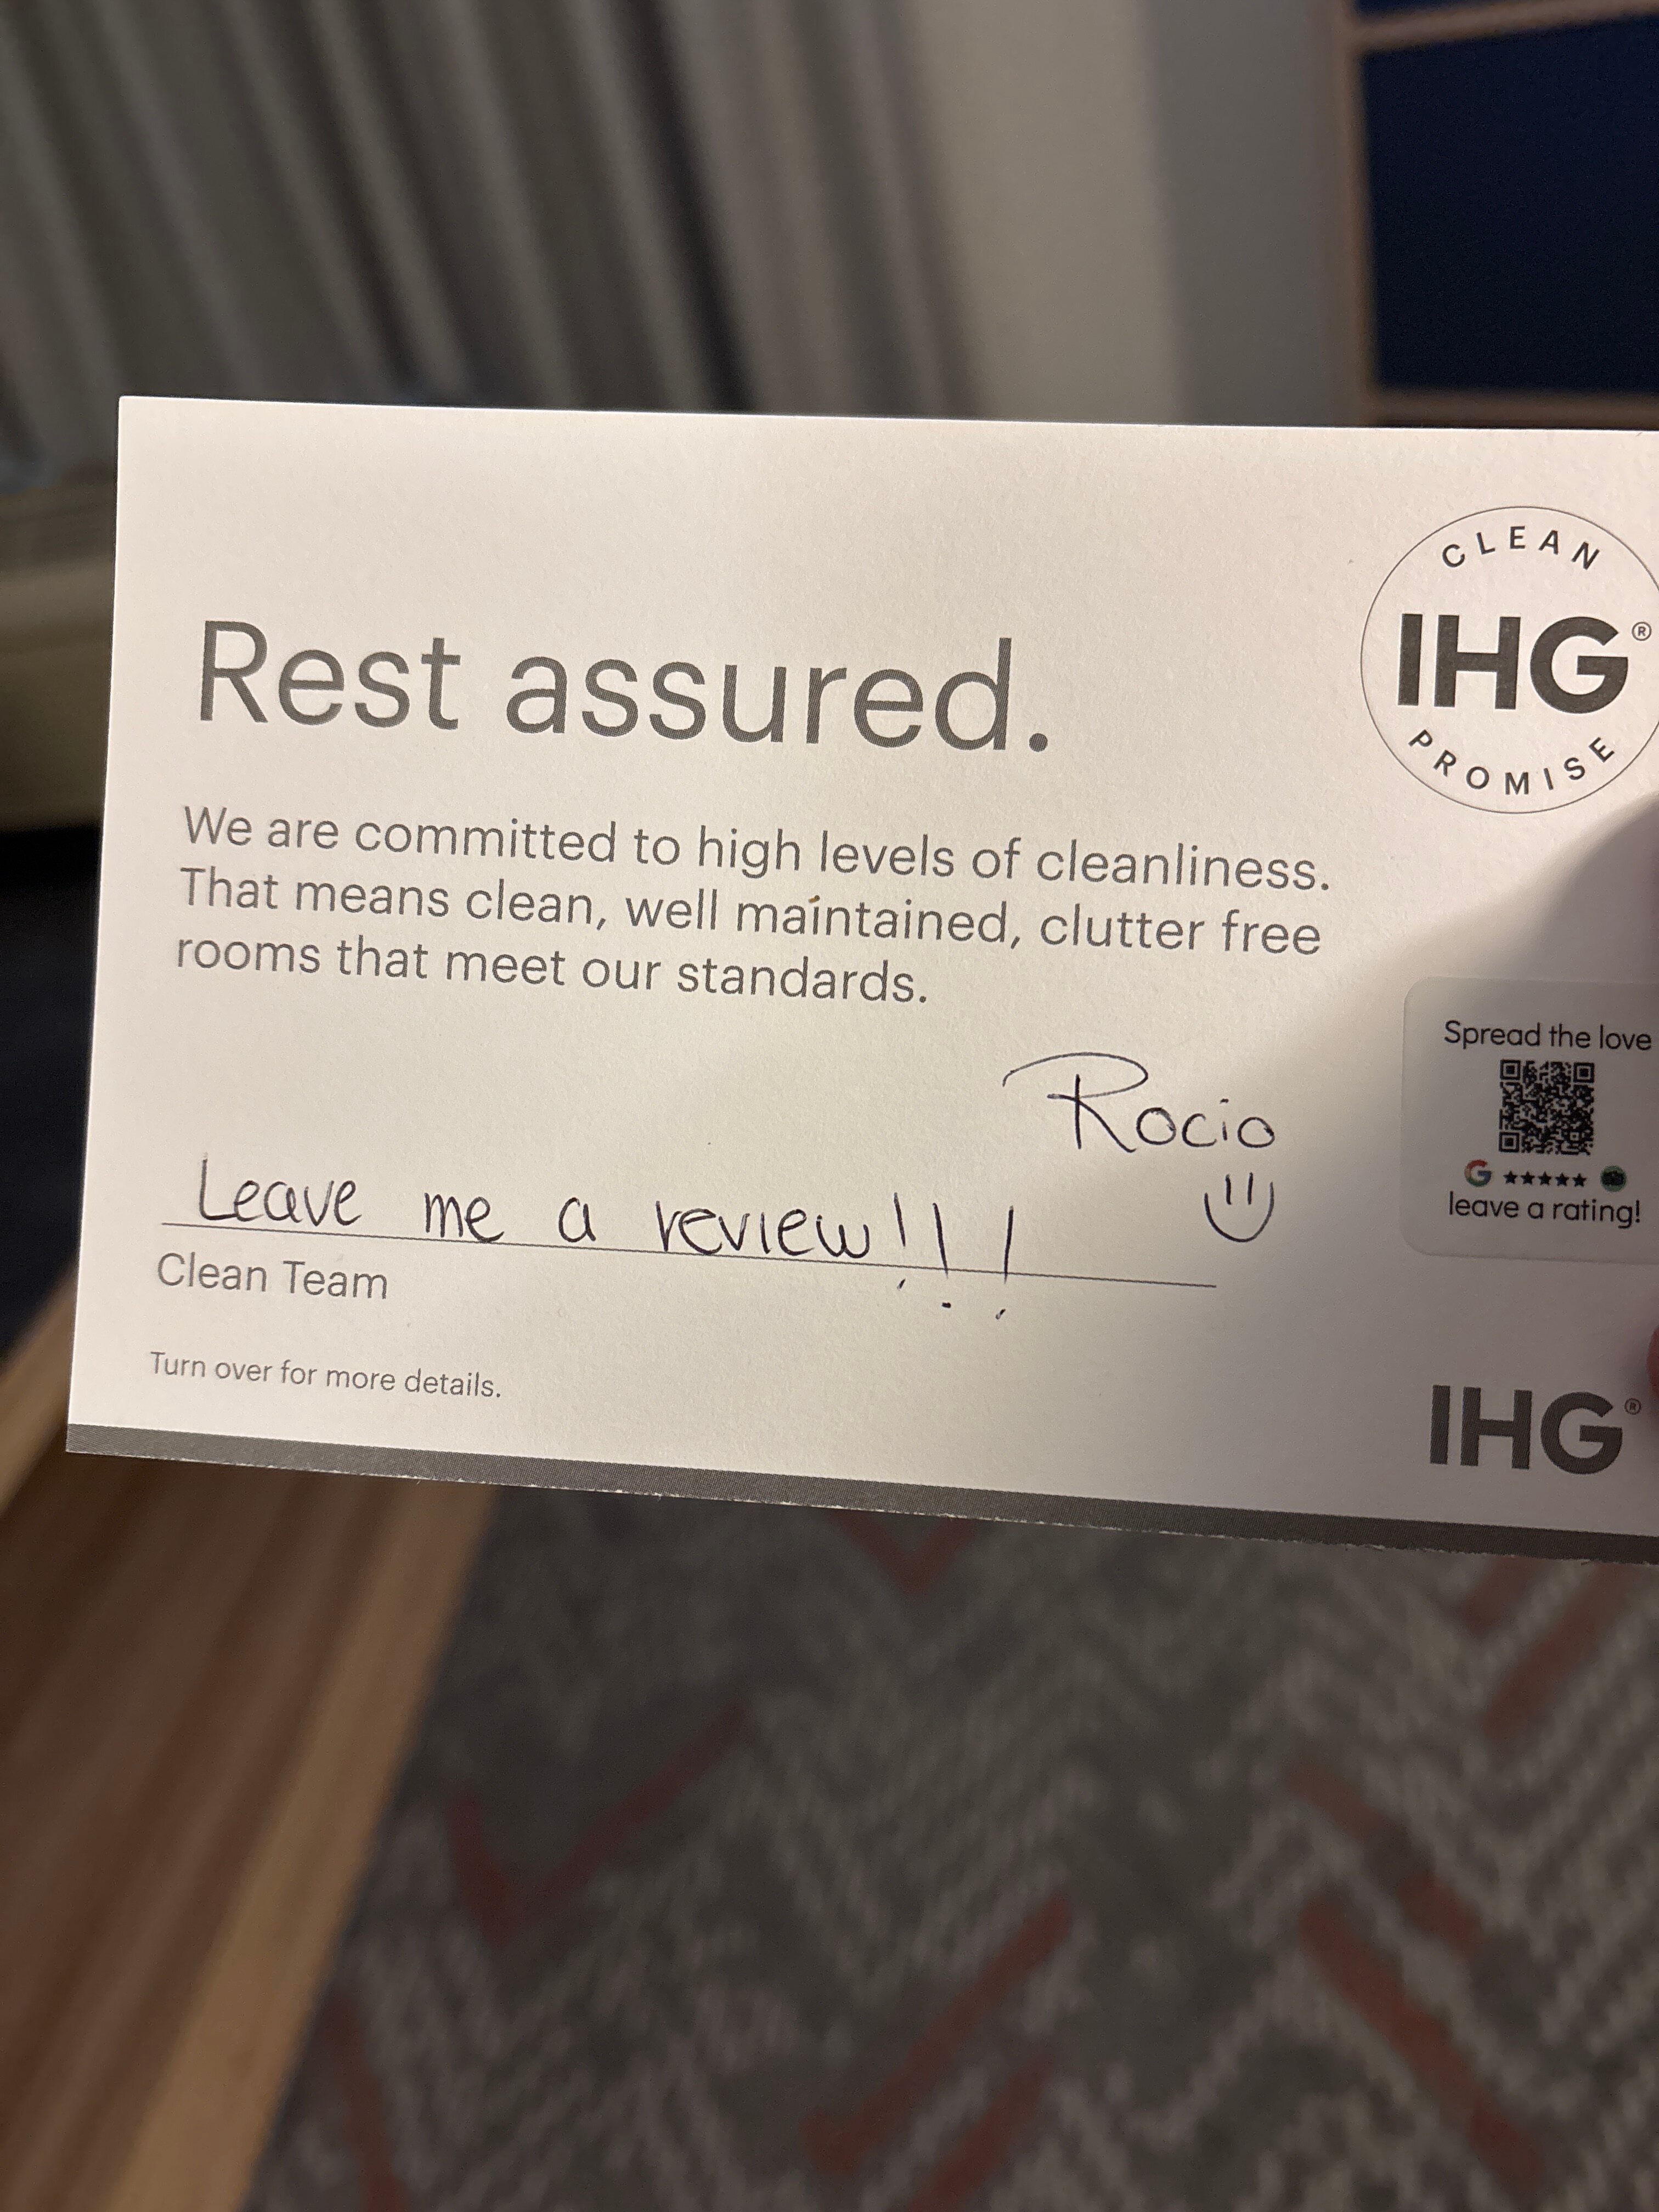 CLEAN
IHG®
PROMISE
Rest assured.
We are committed to high levels of cleanliness.
That means clean, well maintained, clutter free
rooms that meet our standards.
Spread the love
G ★★★★★
leave a rating!
Rocio
Leave me a review!!!
Clean Team
Turn over for more details.
IHG®